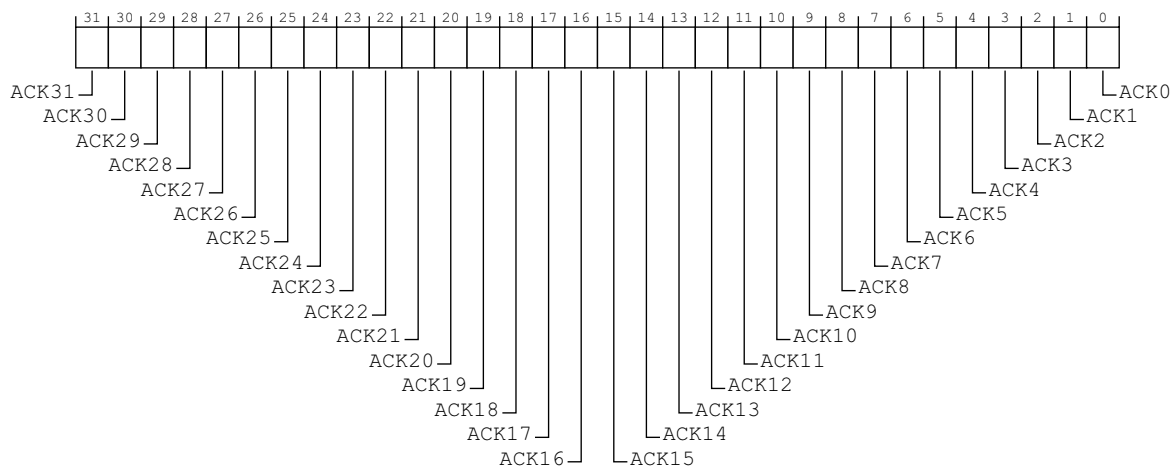 31 30 29 28 27 26 25 24 23 22 21 20 19 18 17 16 15 14 13 12 11 10 9 8 7 6 5 4 3 2 1 0
ACK31 ACK0
ACK30 ACK1
ACK29 ACK2
ACK28 ACK3
ACK27 ACK4
ACK26 ACK5
ACK25 ACK6
ACK24 ACK7
ACK23 ACK8
ACK22 ACK9
ACK21 ACK10
ACK20 ACK11
ACK19 ACK12
ACK18 ACK13
ACK17 ACK14
ACK16 ACK15